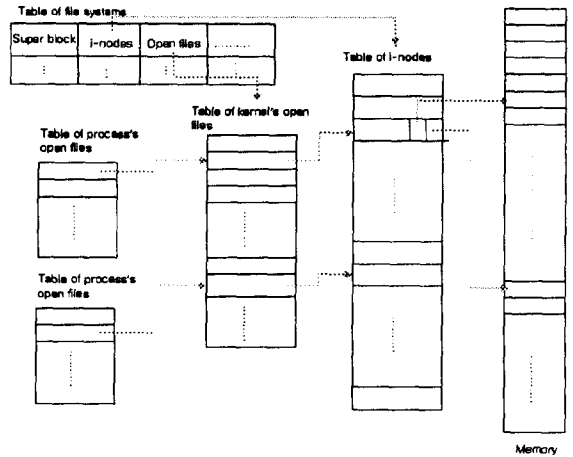 Table of file systems
Super block
i-nodes
Open files
Table of i-nodes
Table of kernel's open
files
Table of process's
open files
Table of process's
open files
Memory